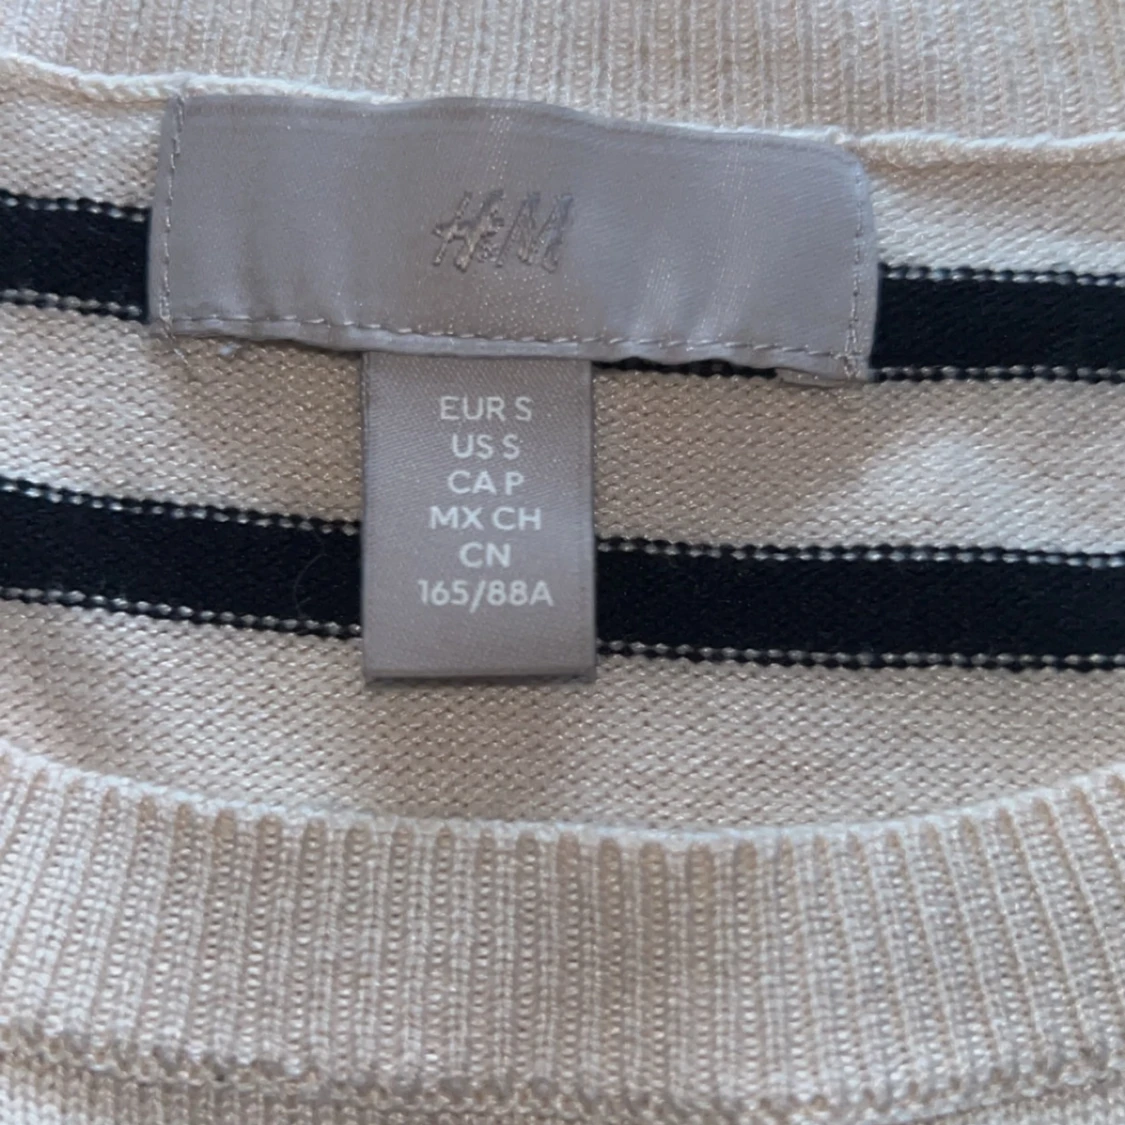 H&M
EUR S
US S
CA P
MX CH
CN
165/88A